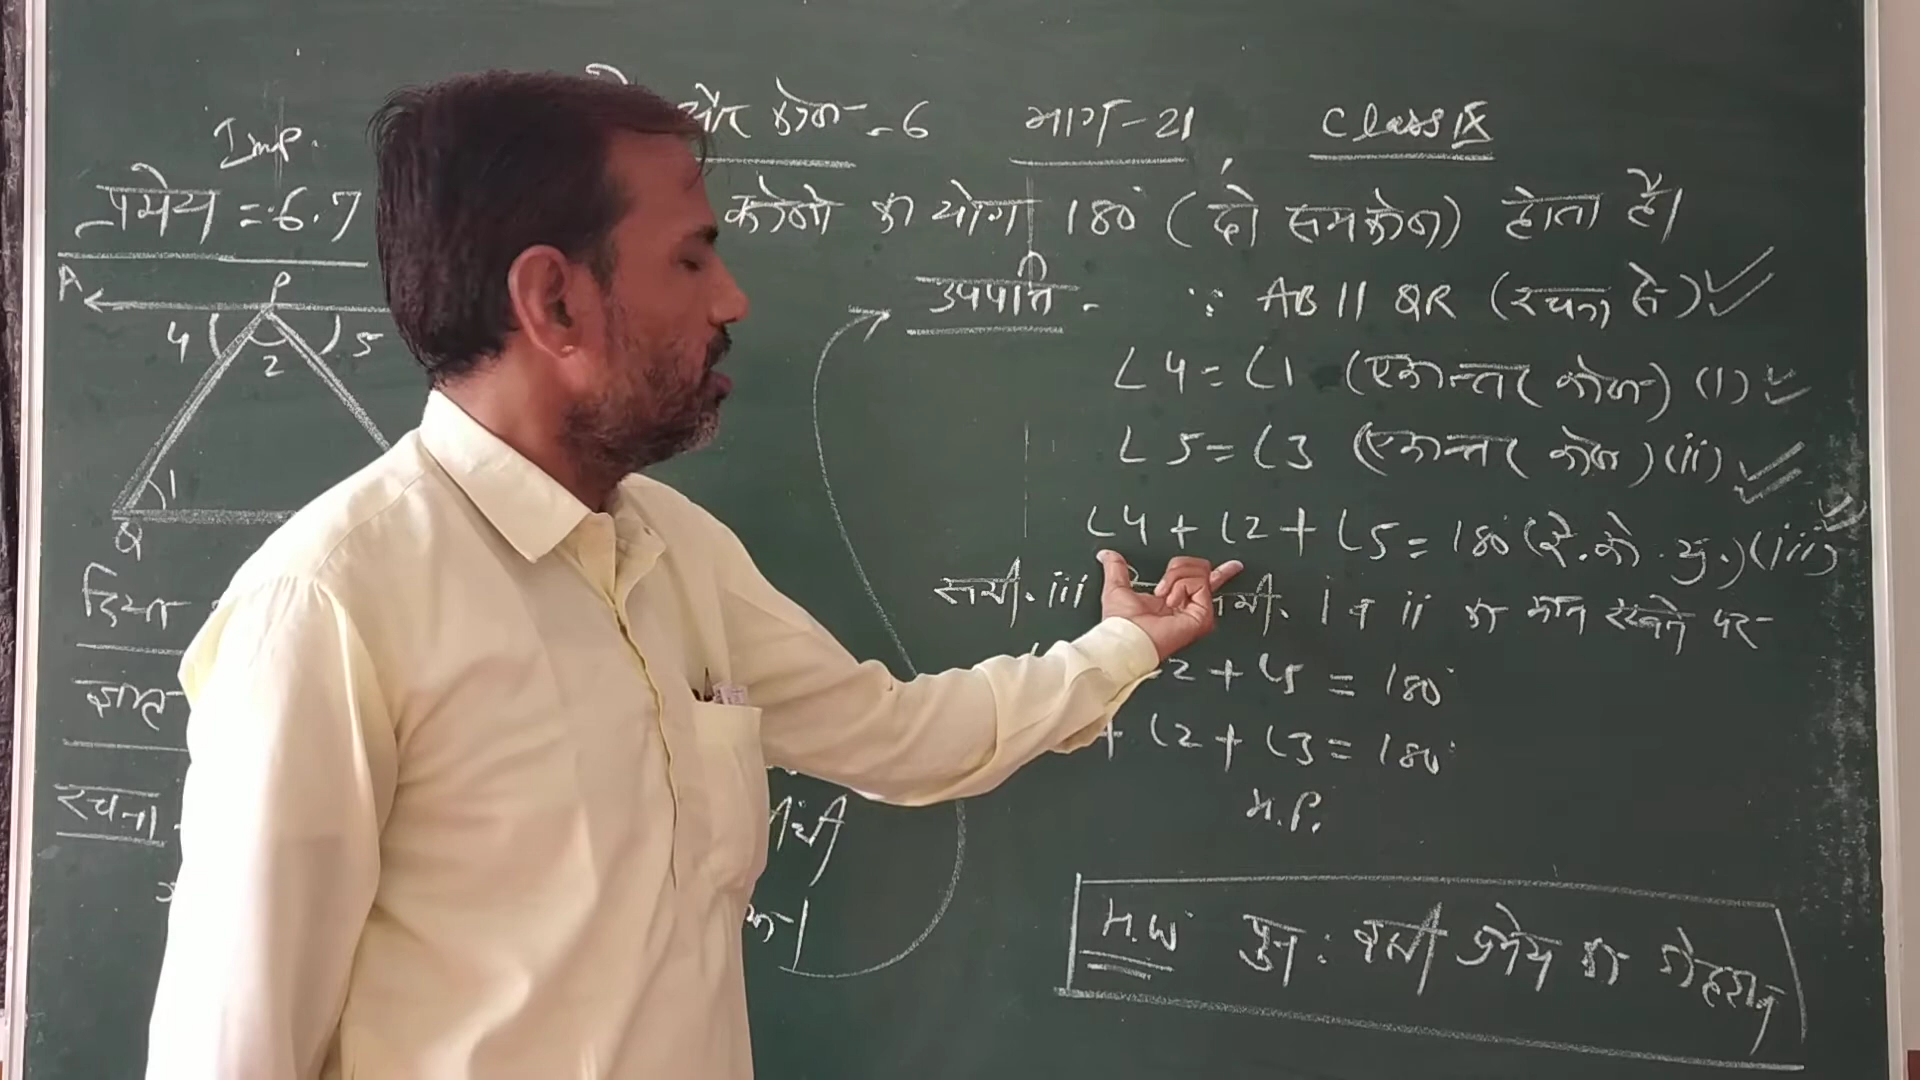 और कोण - 6 भाग - 21 Class IX
Imp.
प्रमेय = 6.7
कोणों का योग 180° (दो समकोण) होता है।
A P
4 2 5
1
Q
उपपत्ति - ∵ AB || QR (रचना से)
∠4 = ∠1 (एकान्तर कोण) (i)
∠5 = ∠3 (एकान्तर कोण) (ii)
∠4 + ∠2 + ∠5 = 180° (रे. को. यु.) (iii)
समी. iii समी. i व ii का मान रखने पर
2 + ∠5 = 180°
+ ∠2 + ∠3 = 180°
H.P.
दिया
ज्ञात
रचना
H.W पुन: इसी प्रमेय को दोहराना